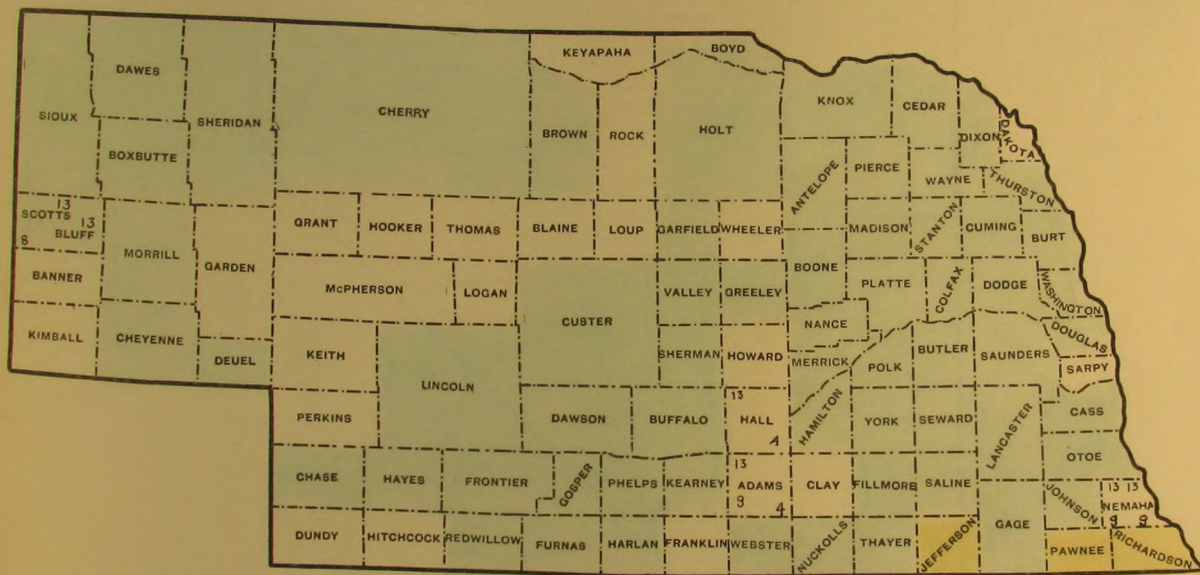 KEYAPAHA
BOYD
DAWES
SIOUX
SHERIDAN
CHERRY
BROWN
ROCK
HOLT
KNOX
CEDAR
DIXON
DAKOTA
BOXBUTTE
ANTELOPE
PIERCE
WAYNE
THURSTON
13
SCOTTS
13
BLUFF
8
MORRILL
GARDEN
GRANT
HOOKER
THOMAS
BLAINE
LOUP
GARFIELD
WHEELER
MADISON
STANTON
CUMING
BURT
BANNER
McPHERSON
LOGAN
VALLEY
GREELEY
BOONE
PLATTE
COLFAX
DODGE
WASHINGTON
KIMBALL
CHEYENNE
DEUEL
KEITH
LINCOLN
CUSTER
SHERMAN
HOWARD
NANCE
MERRICK
POLK
BUTLER
SAUNDERS
DOUGLAS
SARPY
PERKINS
DAWSON
BUFFALO
13
HALL
4
HAMILTON
YORK
SEWARD
LANCASTER
CASS
OTOE
CHASE
HAYES
FRONTIER
GOSPER
PHELPS
KEARNEY
13
ADAMS
9 4
CLAY
FILLMORE
SALINE
GAGE
JOHNSON
13 13
NEMAHA
9 9
DUNDY
HITCHCOCK
REDWILLOW
FURNAS
HARLAN
FRANKLIN
WEBSTER
NUCKOLLS
THAYER
JEFFERSON
PAWNEE
RICHARDSON